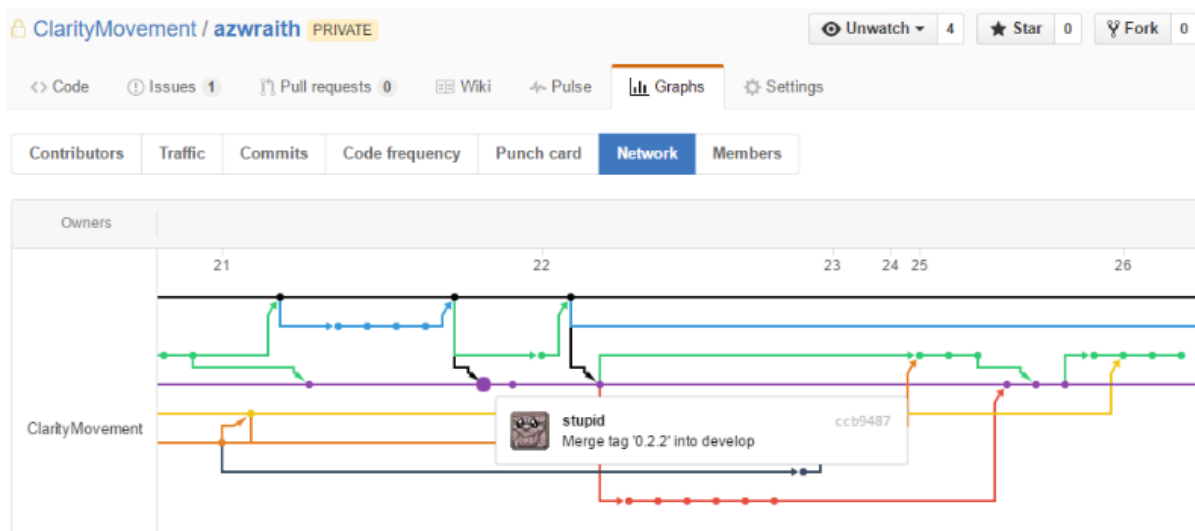 ClarityMovement / azwraith PRIVATE Unwatch 4 Star 0 Fork 0
Code Issues 1 Pull requests 0 Wiki Pulse Graphs Settings
Contributors Traffic Commits Code frequency Punch card Network Members
Owners
21 22 23 24 25 26
ClarityMovement
stupid ccb9487
Merge tag '0.2.2' into develop